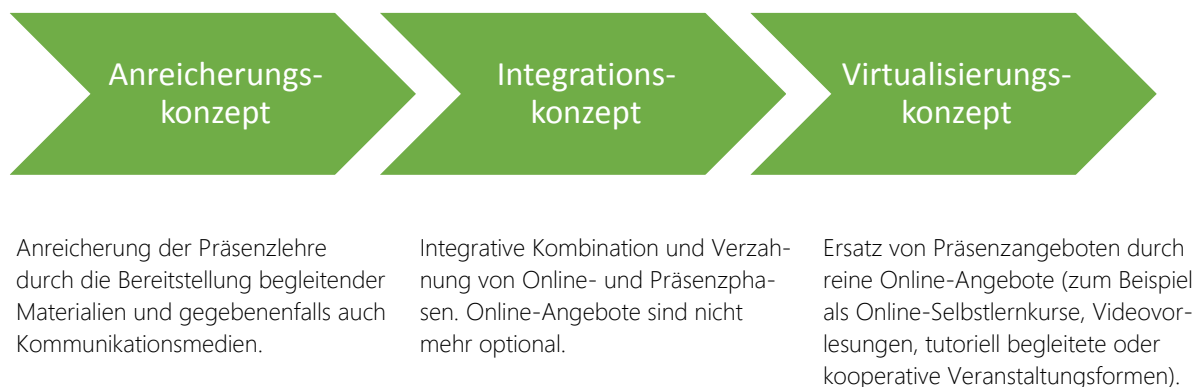 Anreicherungs-
konzept
Integrations-
konzept
Virtualisierungs-
konzept
Anreicherung der Präsenzlehre
durch die Bereitstellung begleitender
Materialien und gegebenenfalls auch
Kommunikationsmedien.
Integrative Kombination und Verzah-
nung von Online- und Präsenzpha-
sen. Online-Angebote sind nicht
mehr optional.
Ersatz von Präsenzangeboten durch
reine Online-Angebote (zum Beispiel
als Online-Selbstlernkurse, Videovor-
lesungen, tutoriell begleitete oder
kooperative Veranstaltungsformen).